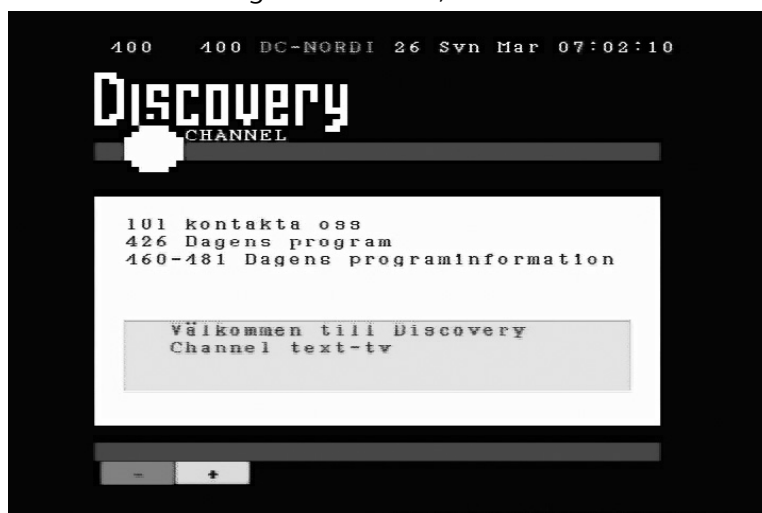 400 400 DC-NORDI 26 Svn Mar 07:02:10
Discovery
CHANNEL
101 kontakta oss
426 Dagens program
460-481 Dagens programinformation
Välkommen till Discovery
Channel text-tv
- +